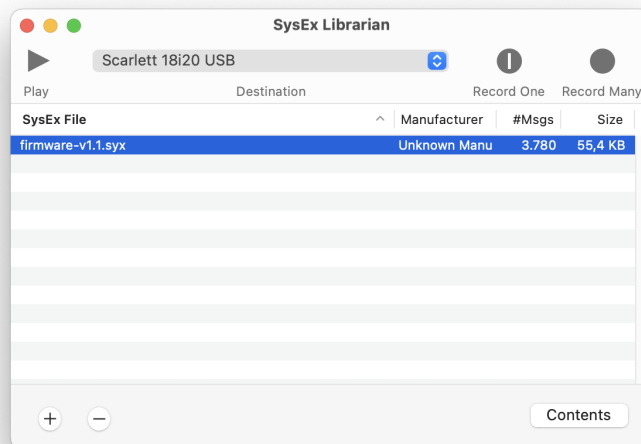 SysEx Librarian
Scarlett 18i20 USB
Play Destination Record One Record Many
SysEx File Manufacturer #Msgs Size
firmware-v1.1.syx Unknown Manu 3.780 55,4 KB
Contents